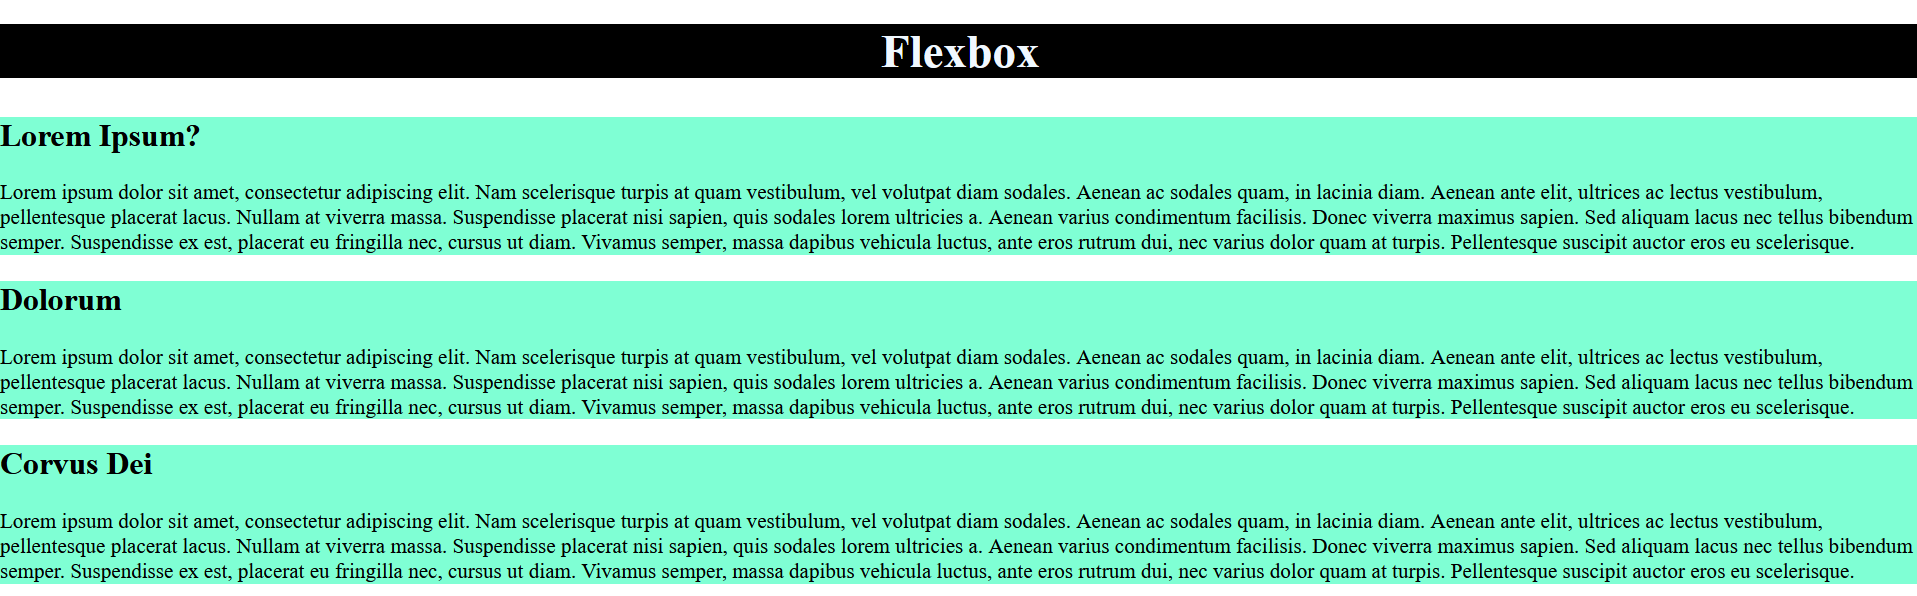 Flexbox
Lorem Ipsum?
Lorem ipsum dolor sit amet, consectetur adipiscing elit. Nam scelerisque turpis at quam vestibulum, vel volutpat diam sodales. Aenean ac sodales quam, in lacinia diam. Aenean ante elit, ultrices ac lectus vestibulum,
pellentesque placerat lacus. Nullam at viverra massa. Suspendisse placerat nisi sapien, quis sodales lorem ultricies a. Aenean varius condimentum facilisis. Donec viverra maximus sapien. Sed aliquam lacus nec tellus bibendum
semper. Suspendisse ex est, placerat eu fringilla nec, cursus ut diam. Vivamus semper, massa dapibus vehicula luctus, ante eros rutrum dui, nec varius dolor quam at turpis. Pellentesque suscipit auctor eros eu scelerisque.
Dolorum
Lorem ipsum dolor sit amet, consectetur adipiscing elit. Nam scelerisque turpis at quam vestibulum, vel volutpat diam sodales. Aenean ac sodales quam, in lacinia diam. Aenean ante elit, ultrices ac lectus vestibulum,
pellentesque placerat lacus. Nullam at viverra massa. Suspendisse placerat nisi sapien, quis sodales lorem ultricies a. Aenean varius condimentum facilisis. Donec viverra maximus sapien. Sed aliquam lacus nec tellus bibendum
semper. Suspendisse ex est, placerat eu fringilla nec, cursus ut diam. Vivamus semper, massa dapibus vehicula luctus, ante eros rutrum dui, nec varius dolor quam at turpis. Pellentesque suscipit auctor eros eu scelerisque.
Corvus Dei
Lorem ipsum dolor sit amet, consectetur adipiscing elit. Nam scelerisque turpis at quam vestibulum, vel volutpat diam sodales. Aenean ac sodales quam, in lacinia diam. Aenean ante elit, ultrices ac lectus vestibulum,
pellentesque placerat lacus. Nullam at viverra massa. Suspendisse placerat nisi sapien, quis sodales lorem ultricies a. Aenean varius condimentum facilisis. Donec viverra maximus sapien. Sed aliquam lacus nec tellus bibendum
semper. Suspendisse ex est, placerat eu fringilla nec, cursus ut diam. Vivamus semper, massa dapibus vehicula luctus, ante eros rutrum dui, nec varius dolor quam at turpis. Pellentesque suscipit auctor eros eu scelerisque.